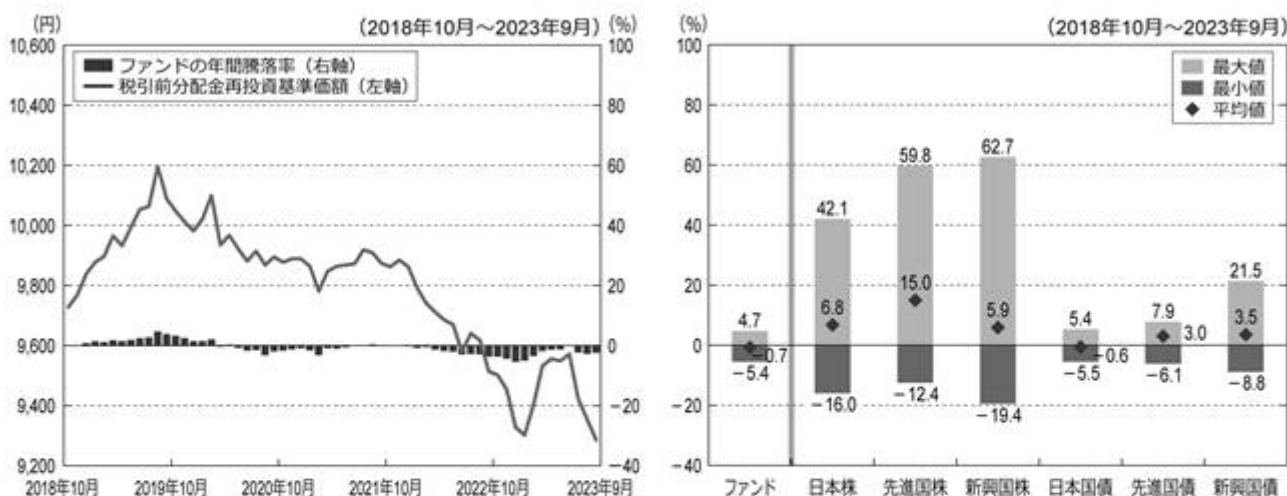 (円)
(2018年10月～2023年9月)
(%)
10,600
10,400
10,200
10,000
9,800
9,600
9,400
9,200
100
80
60
40
20
0
－20
－40
ファンドの年間騰落率（右軸）
税引前分配金再投資基準価額（左軸）
2018年10月
2019年10月
2020年10月
2021年10月
2022年10月
2023年9月
(%)
(2018年10月～2023年9月)
100
80
60
40
20
0
－20
－40
最大値
最小値
平均値
4.7
－0.7
－5.4
42.1
6.8
－16.0
59.8
15.0
－12.4
62.7
5.9
－19.4
5.4
－0.6
－5.5
7.9
3.0
－6.1
21.5
3.5
－8.8
ファンド
日本株
先進国株
新興国株
日本国債
先進国債
新興国債